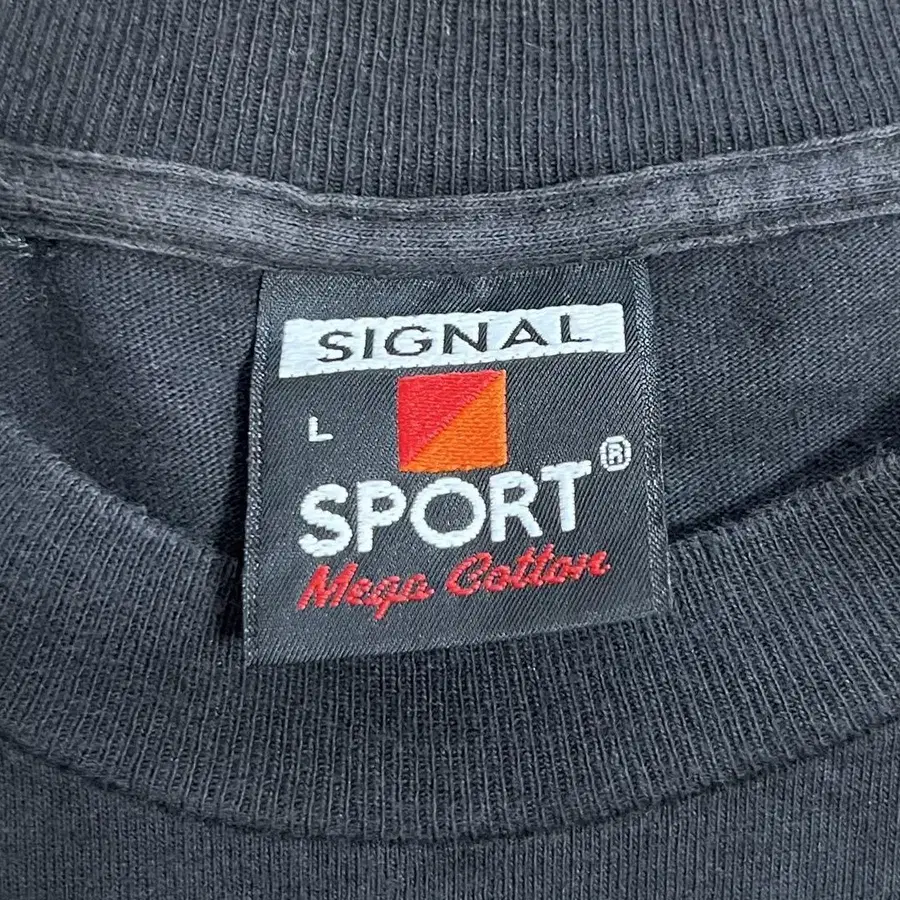 SIGNAL
L
SPORT®
Mega Cotton